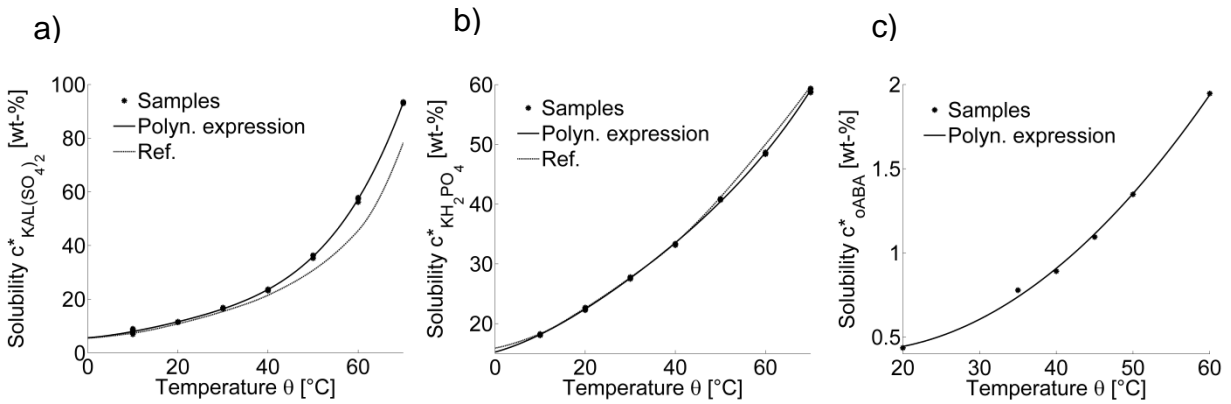 a)
Solubility c*KAL(SO4)2 [wt-%]
100
80
60
40
20
0
Samples
Polyn. expression
Ref.
0 20 40 60
Temperature θ [°C]
b)
Solubility c*KH2PO4 [wt-%]
60
50
40
30
20
Samples
Polyn. expression
Ref.
0 20 40 60
Temperature θ [°C]
c)
Solubility c*oABA [wt-%]
2
1.5
1
0.5
Samples
Polyn. expression
20 30 40 50 60
Temperature θ [°C]